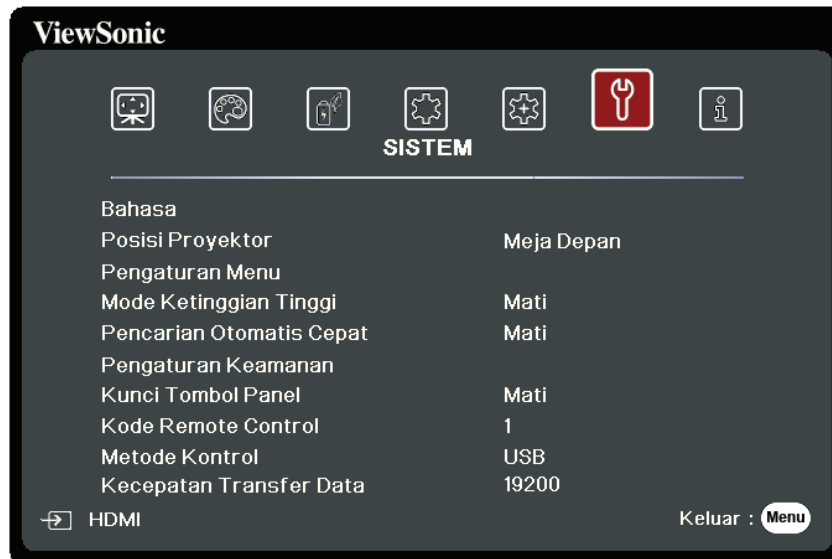 ViewSonic
SISTEM
Bahasa
Posisi Proyektor Meja Depan
Pengaturan Menu
Mode Ketinggian Tinggi Mati
Pencarian Otomatis Cepat Mati
Pengaturan Keamanan
Kunci Tombol Panel Mati
Kode Remote Control 1
Metode Kontrol USB
Kecepatan Transfer Data 19200
HDMI Keluar : Menu